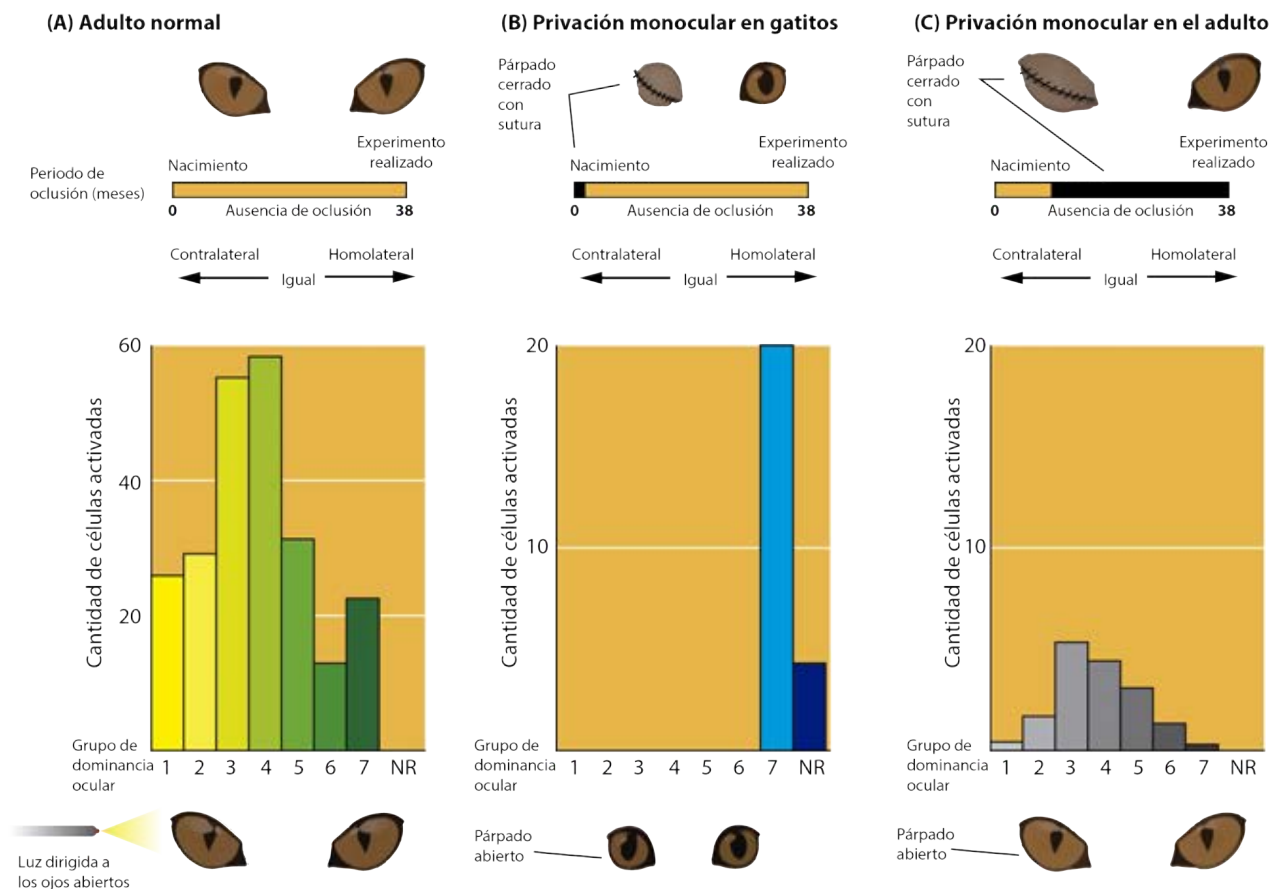 (A) Adulto normal
Periodo de
oclusión (meses)
Nacimiento
Experimento
realizado
0 Ausencia de oclusión 38
Contralateral Homolateral
Igual
Cantidad de células activadas
60
40
20
Grupo de
dominancia
ocular
1 2 3 4 5 6 7 NR
Luz dirigida a
los ojos abiertos
(B) Privación monocular en gatitos
Párpado
cerrado
con
sutura
Nacimiento
Experimento
realizado
0 Ausencia de oclusión 38
Contralateral Homolateral
Igual
Cantidad de células activadas
20
10
Grupo de
dominancia
ocular
1 2 3 4 5 6 7 NR
Párpado
abierto
(C) Privación monocular en el adulto
Párpado
cerrado
con
sutura
Nacimiento
Experimento
realizado
0 Ausencia de oclusión 38
Contralateral Homolateral
Igual
Cantidad de células activadas
20
10
Grupo de
dominancia
ocular
1 2 3 4 5 6 7 NR
Párpado
abierto